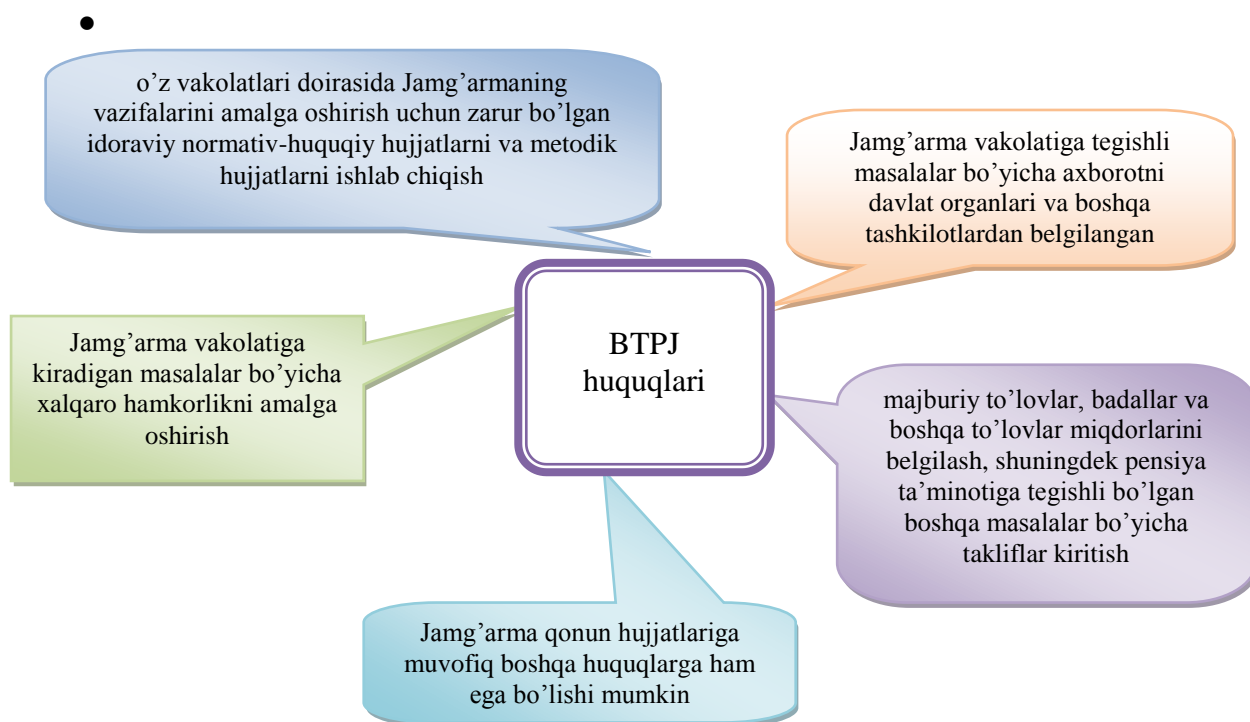 •
o’z vakolatlari doirasida Jamg’armaning
vazifalarini amalga oshirish uchun zarur bo’lgan
idoraviy normativ-huquqiy hujjatlarni va metodik
hujjatlarni ishlab chiqish
Jamg’arma vakolatiga tegishli
masalalar bo’yicha axborotni
davlat organlari va boshqa
tashkilotlardan belgilangan
BTPJ
huquqlari
Jamg’arma vakolatiga
kiradigan masalalar bo’yicha
xalqaro hamkorlikni amalga
oshirish
majburiy to’lovlar, badallar va
boshqa to’lovlar miqdorlarini
belgilash, shuningdek pensiya
ta’minotiga tegishli bo’lgan
boshqa masalalar bo’yicha
takliflar kiritish
Jamg’arma qonun hujjatlariga
muvofiq boshqa huquqlarga ham
ega bo’lishi mumkin